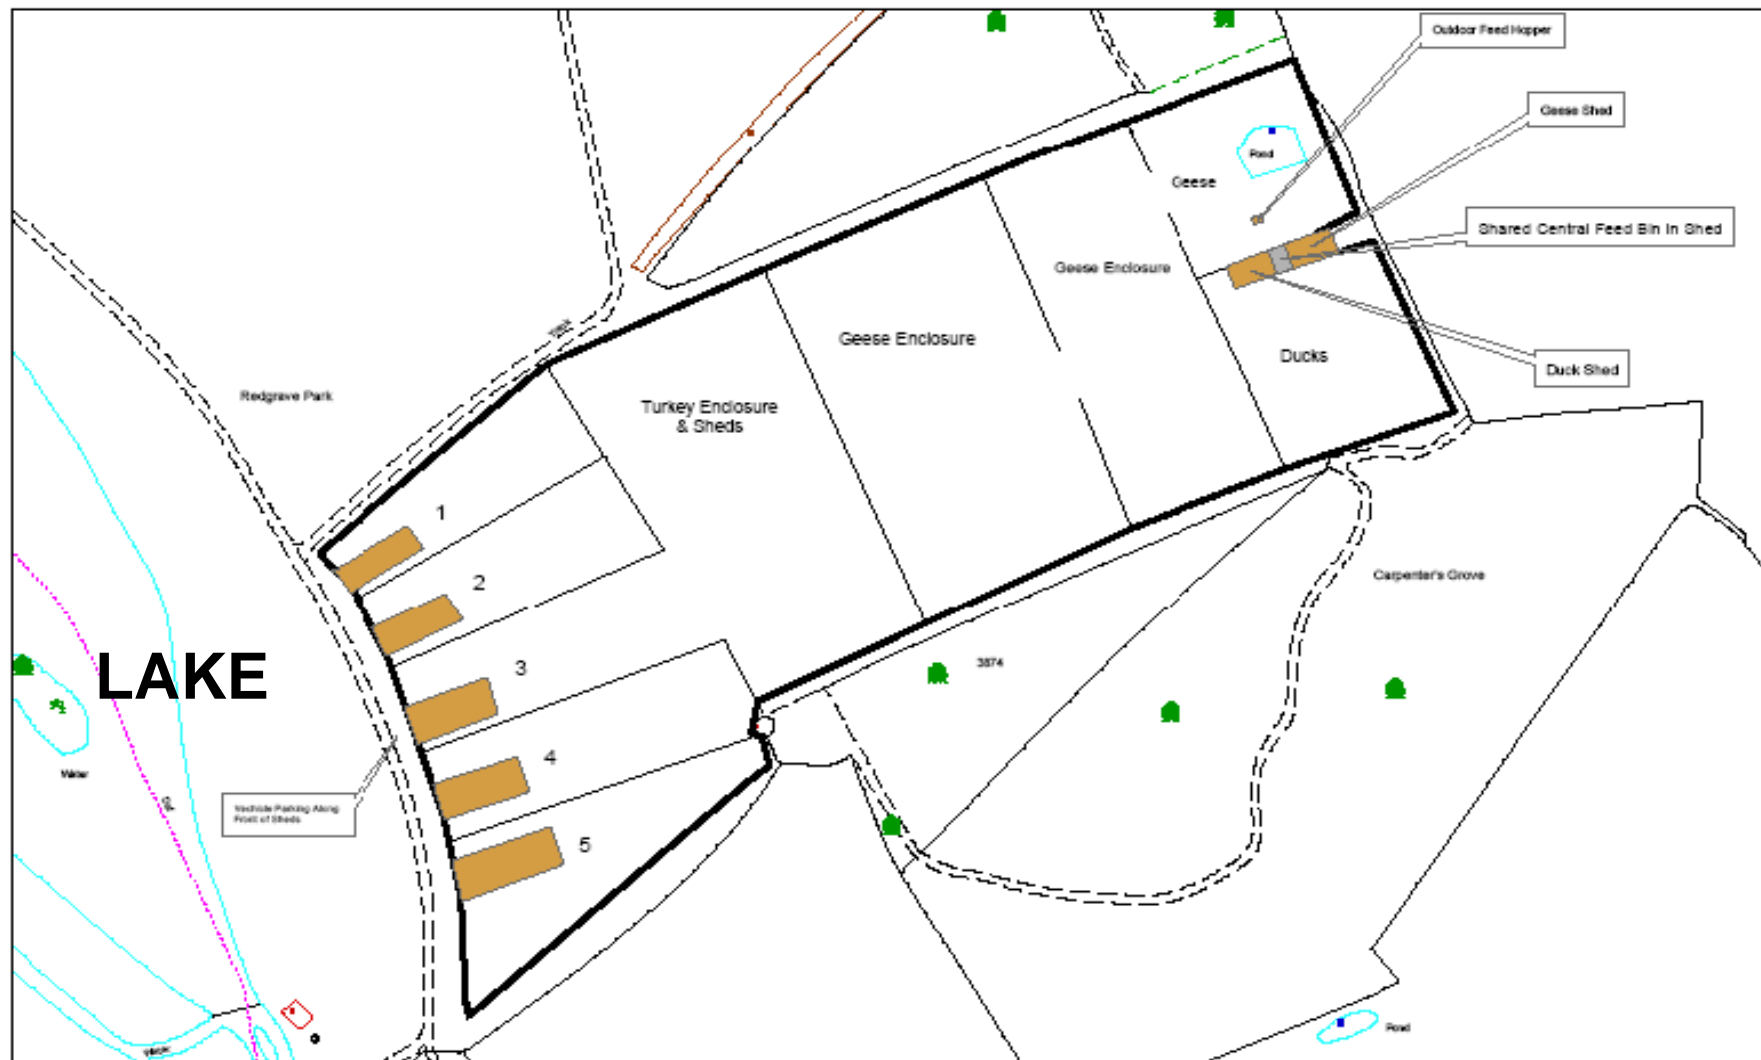 Outdoor Feed Hopper
Geese Shed
Pond
Geese
Shared Central Feed Bin In Shed
Geese Enclosure
Geese Enclosure
Ducks
Duck Shed
Redgrave Park
Turkey Enclosure
& Sheds
1
2
3
4
5
Carpenter's Grove
3874
LAKE
Water
Vechicle Parking Along
Front of Sheds
Pond